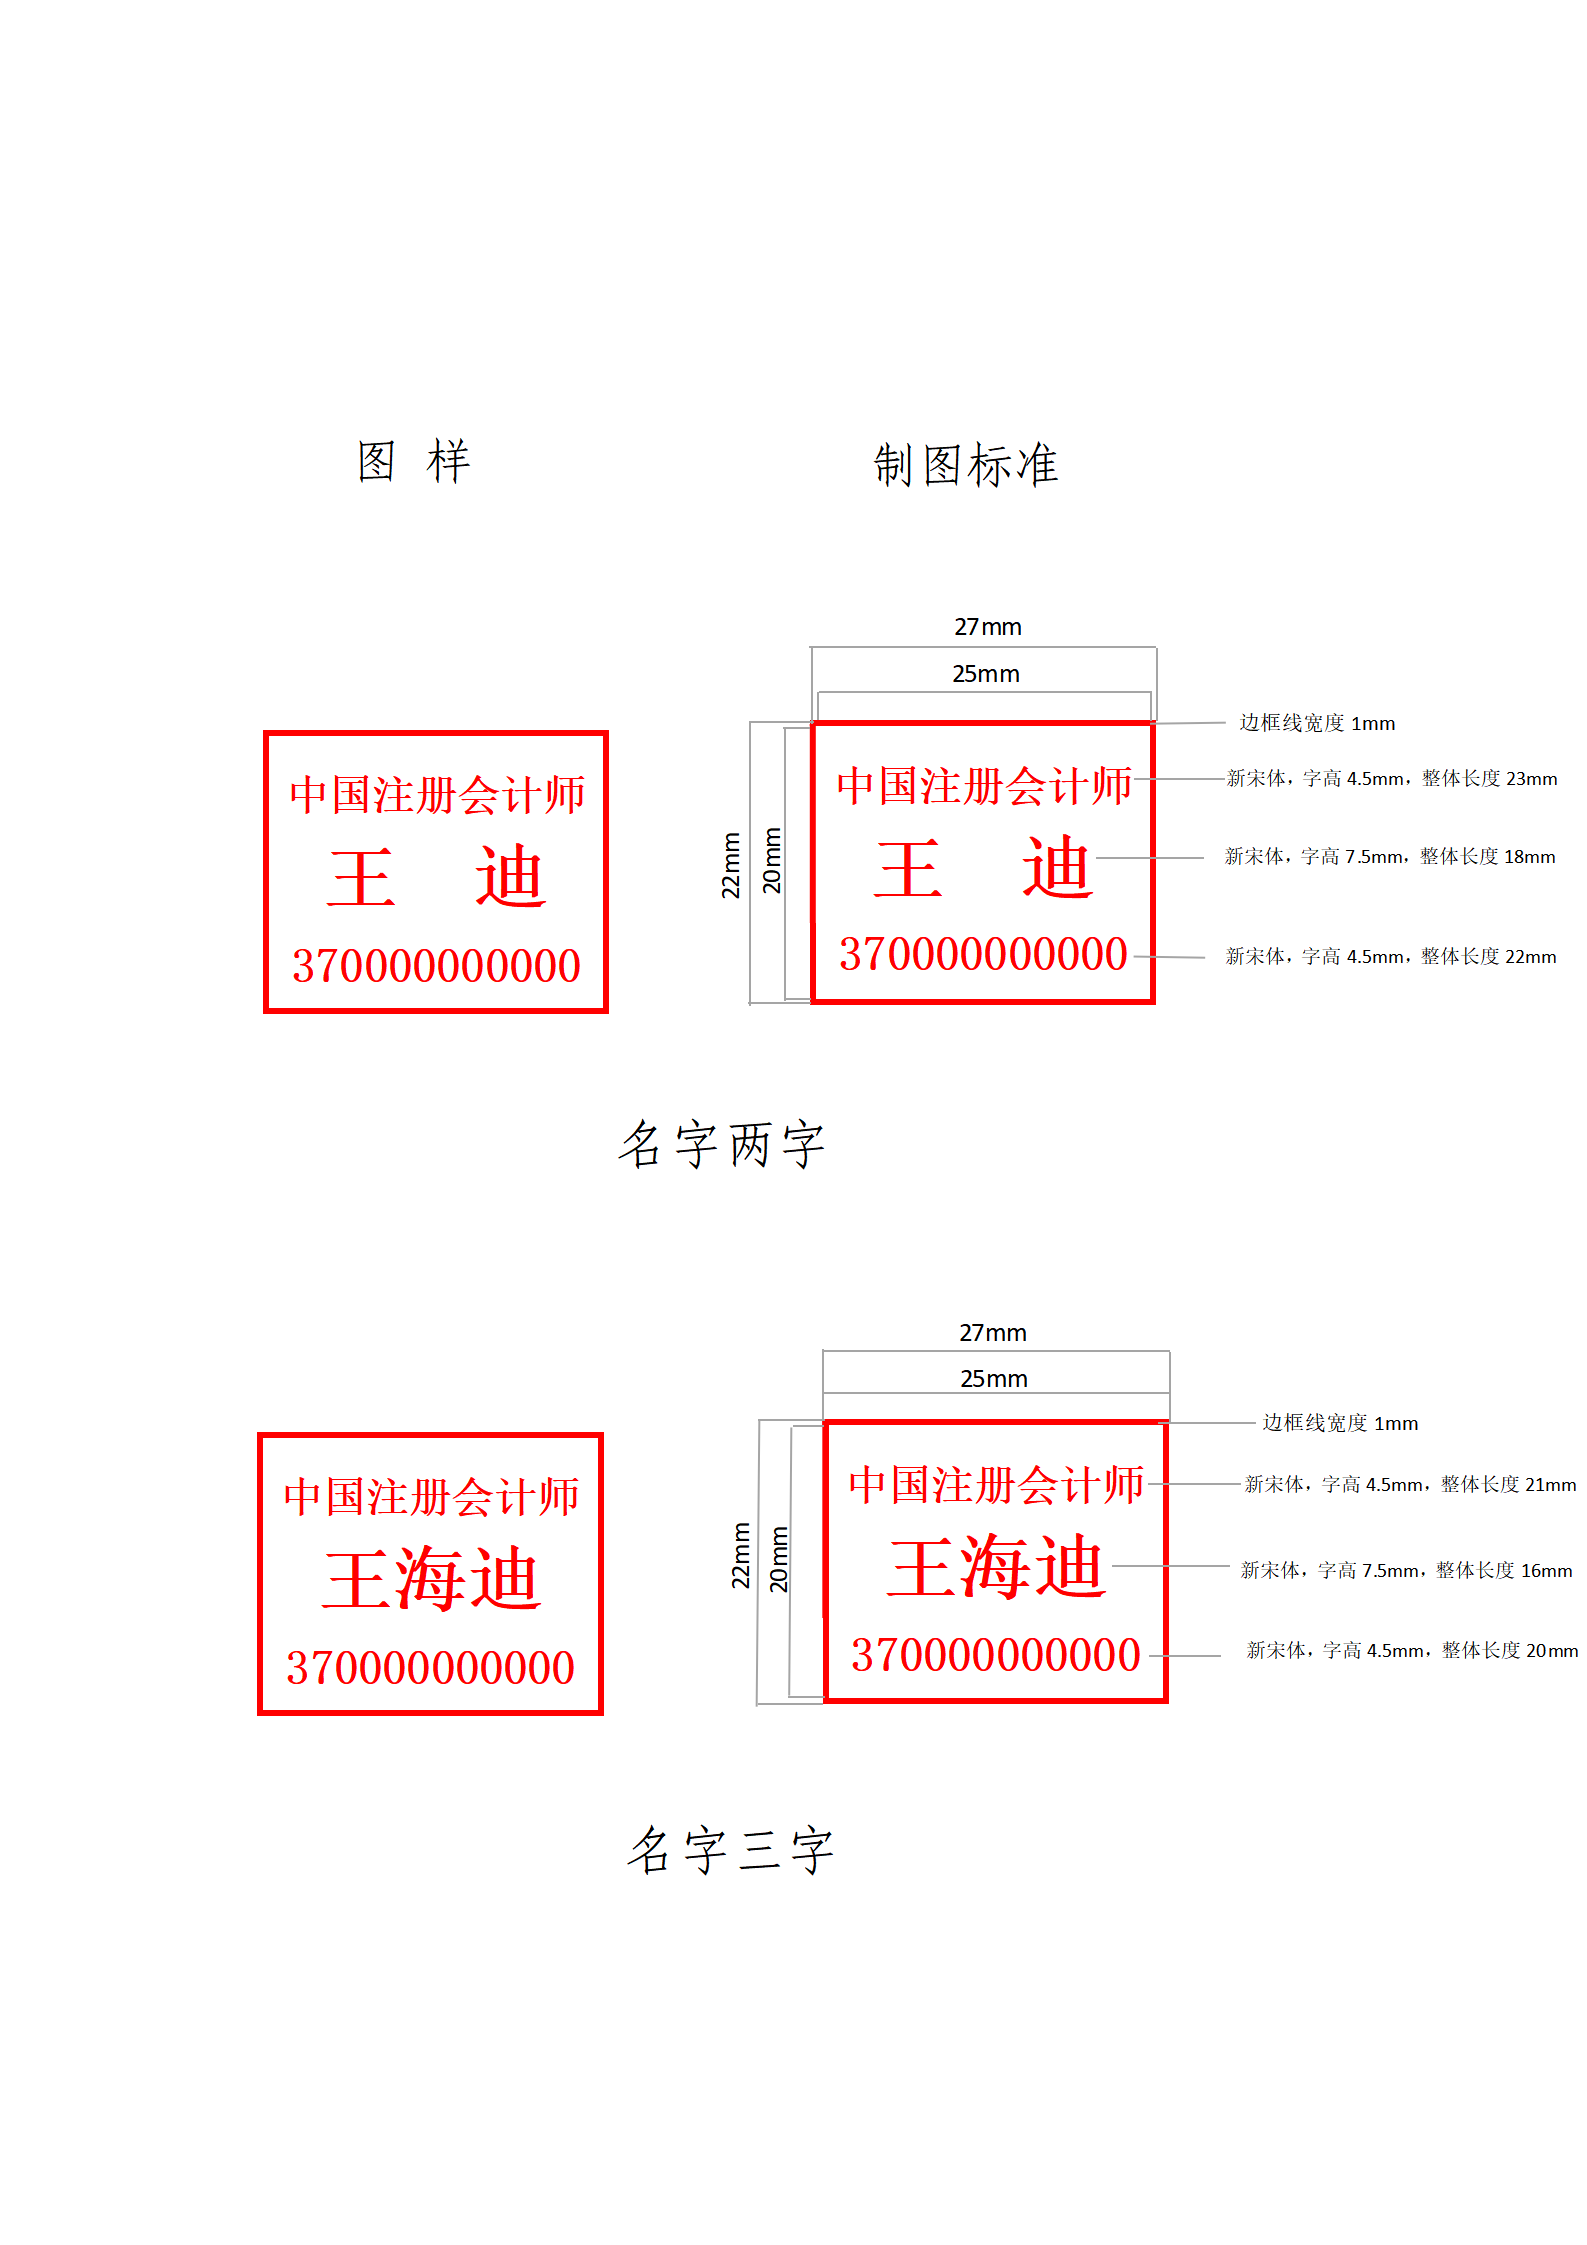 图 样
制图标准
27mm
25mm
22mm
20mm
边框线宽度 1mm
中国注册会计师
中国注册会计师
新宋体，字高 4.5mm，整体长度 23mm
王 迪
王 迪
新宋体，字高 7.5mm，整体长度 18mm
370000000000
370000000000
新宋体，字高 4.5mm，整体长度 22mm
名字两字
27mm
25mm
22mm
20mm
边框线宽度 1mm
中国注册会计师
中国注册会计师
新宋体，字高 4.5mm，整体长度 21mm
王海迪
王海迪
新宋体，字高 7.5mm，整体长度 16mm
370000000000
370000000000
新宋体，字高 4.5mm，整体长度 20mm
名字三字